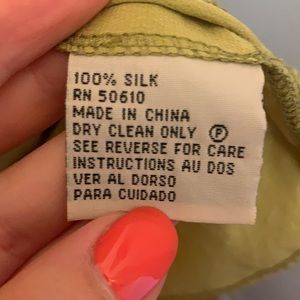 100% SILK
RN 50610
MADE IN CHINA
DRY CLEAN ONLY Ⓟ
SEE REVERSE FOR CARE
INSTRUCTIONS AU DOS
VER AL DORSO
PARA CUIDADO